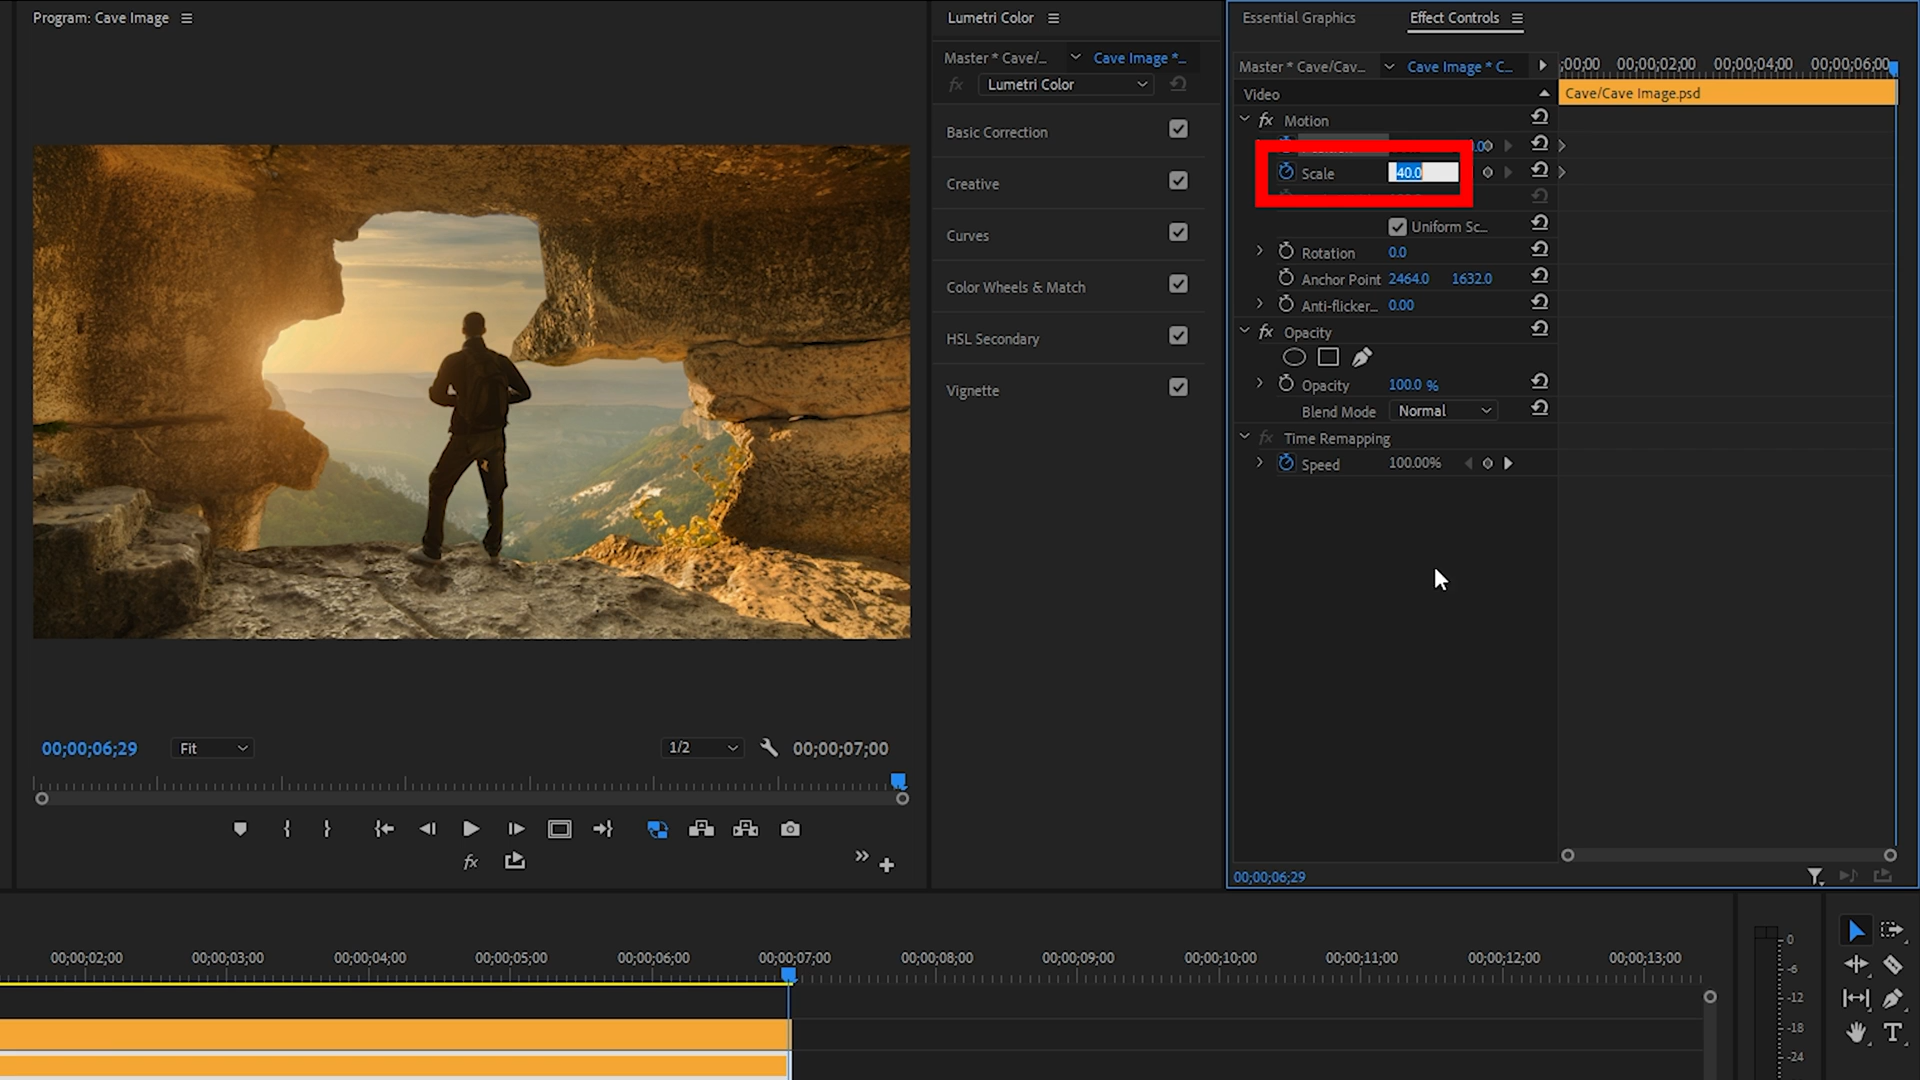 Program: Cave Image
Lumetri Color
Essential Graphics
Effect Controls
Master * Cave/...
Cave Image *...
fx
Lumetri Color
Basic Correction
Creative
Curves
Color Wheels & Match
HSL Secondary
Vignette
Master * Cave/Cav...
Cave Image * C...
;00;00
00;00;02;00
00;00;04;00
00;00;06;00
Video
Cave/Cave Image.psd
fx Motion
Scale
40.0
Uniform Sc...
Rotation
0.0
Anchor Point
2464.0
1632.0
Anti-flicker...
0.00
fx Opacity
Opacity
100.0 %
Blend Mode
Normal
fx Time Remapping
Speed
100.00%
00;00;06;29
Fit
1/2
00;00;07;00
fx
00;00;06;29
00;00;02;00
00;00;03;00
00;00;04;00
00;00;05;00
00;00;06;00
00;00;07;00
00;00;08;00
00;00;09;00
00;00;10;00
00;00;11;00
00;00;12;00
00;00;13;00
0
-6
-12
-18
-24